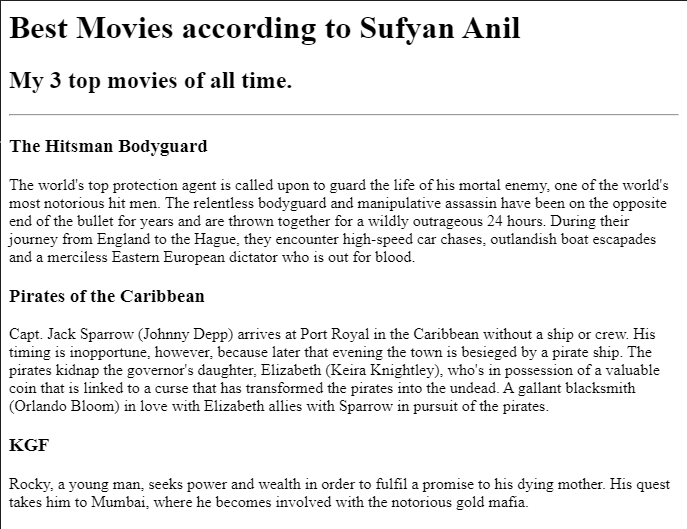 Best Movies according to Sufyan Anil
My 3 top movies of all time.
The Hitsman Bodyguard
The world's top protection agent is called upon to guard the life of his mortal enemy, one of the world's
most notorious hit men. The relentless bodyguard and manipulative assassin have been on the opposite
end of the bullet for years and are thrown together for a wildly outrageous 24 hours. During their
journey from England to the Hague, they encounter high-speed car chases, outlandish boat escapades
and a merciless Eastern European dictator who is out for blood.
Pirates of the Caribbean
Capt. Jack Sparrow (Johnny Depp) arrives at Port Royal in the Caribbean without a ship or crew. His
timing is inopportune, however, because later that evening the town is besieged by a pirate ship. The
pirates kidnap the governor's daughter, Elizabeth (Keira Knightley), who's in possession of a valuable
coin that is linked to a curse that has transformed the pirates into the undead. A gallant blacksmith
(Orlando Bloom) in love with Elizabeth allies with Sparrow in pursuit of the pirates.
KGF
Rocky, a young man, seeks power and wealth in order to fulfil a promise to his dying mother. His quest
takes him to Mumbai, where he becomes involved with the notorious gold mafia.